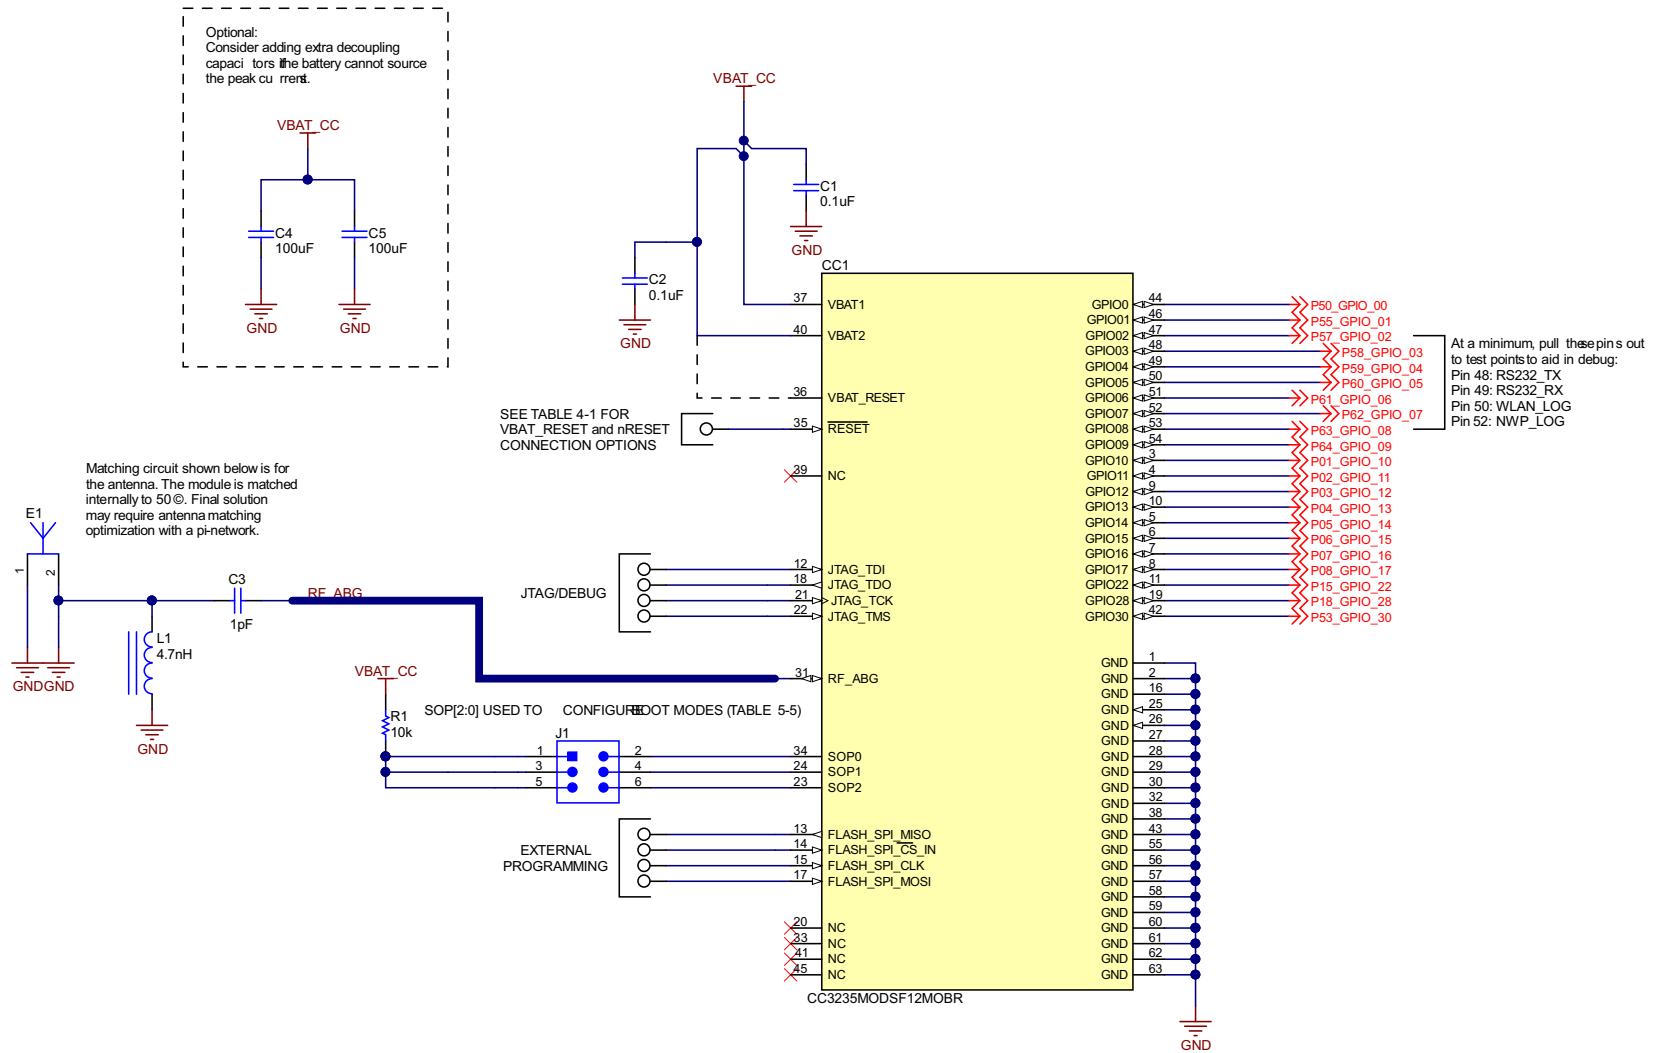 Optional:
Consider adding extra decoupling
capaci tors if the battery cannot source
the peak cu rrent.
VBAT_CC
C4
100uF
C5
100uF
GND
GND
VBAT_CC
C1
0.1uF
GND
C2
0.1uF
GND
CC1
37 VBAT1
40 VBAT2
36 VBAT_RESET
35 RESET
39 NC
SEE TABLE 4-1 FOR
VBAT_RESET and nRESET
CONNECTION OPTIONS
Matching circuit shown below is for
the antenna. The module is matched
internally to 50 ©. Final solution
may require antenna matching
optimization with a pi-network.
E1
1
2
GND
GND
L1
4.7nH
GND
C3
1pF
RF_ABG
JTAG/DEBUG
12 JTAG_TDI
18 JTAG_TDO
21 JTAG_TCK
22 JTAG_TMS
31 RF_ABG
VBAT_CC
R1
10k
SOP[2:0] USED TO CONFIGURE BOOT MODES (TABLE 5-5)
J1
1 2 34 SOP0
3 4 24 SOP1
5 6 23 SOP2
EXTERNAL
PROGRAMMING
13 FLASH_SPI_MISO
14 FLASH_SPI_CS_IN
15 FLASH_SPI_CLK
17 FLASH_SPI_MOSI
20 NC
33 NC
41 NC
45 NC
CC3235MODSF12MOBR
GPIO0 44 P50_GPIO_00
GPIO01 46 P55_GPIO_01
GPIO02 47 P57_GPIO_02
GPIO03 48 P58_GPIO_03
GPIO04 49 P59_GPIO_04
GPIO05 50 P60_GPIO_05
GPIO06 51 P61_GPIO_06
GPIO07 52 P62_GPIO_07
GPIO08 53 P63_GPIO_08
GPIO09 54 P64_GPIO_09
GPIO10 3 P01_GPIO_10
GPIO11 4 P02_GPIO_11
GPIO12 9 P03_GPIO_12
GPIO13 10 P04_GPIO_13
GPIO14 5 P05_GPIO_14
GPIO15 6 P06_GPIO_15
GPIO16 7 P07_GPIO_16
GPIO17 8 P08_GPIO_17
GPIO22 11 P15_GPIO_22
GPIO28 19 P18_GPIO_28
GPIO30 42 P53_GPIO_30
At a minimum, pull these pins out
to test points to aid in debug:
Pin 48: RS232_TX
Pin 49: RS232_RX
Pin 50: WLAN_LOG
Pin 52: NWP_LOG
GND 1
GND 2
GND 16
GND 25
GND 26
GND 27
GND 28
GND 29
GND 30
GND 32
GND 38
GND 43
GND 55
GND 56
GND 57
GND 58
GND 59
GND 60
GND 61
GND 62
GND 63
GND